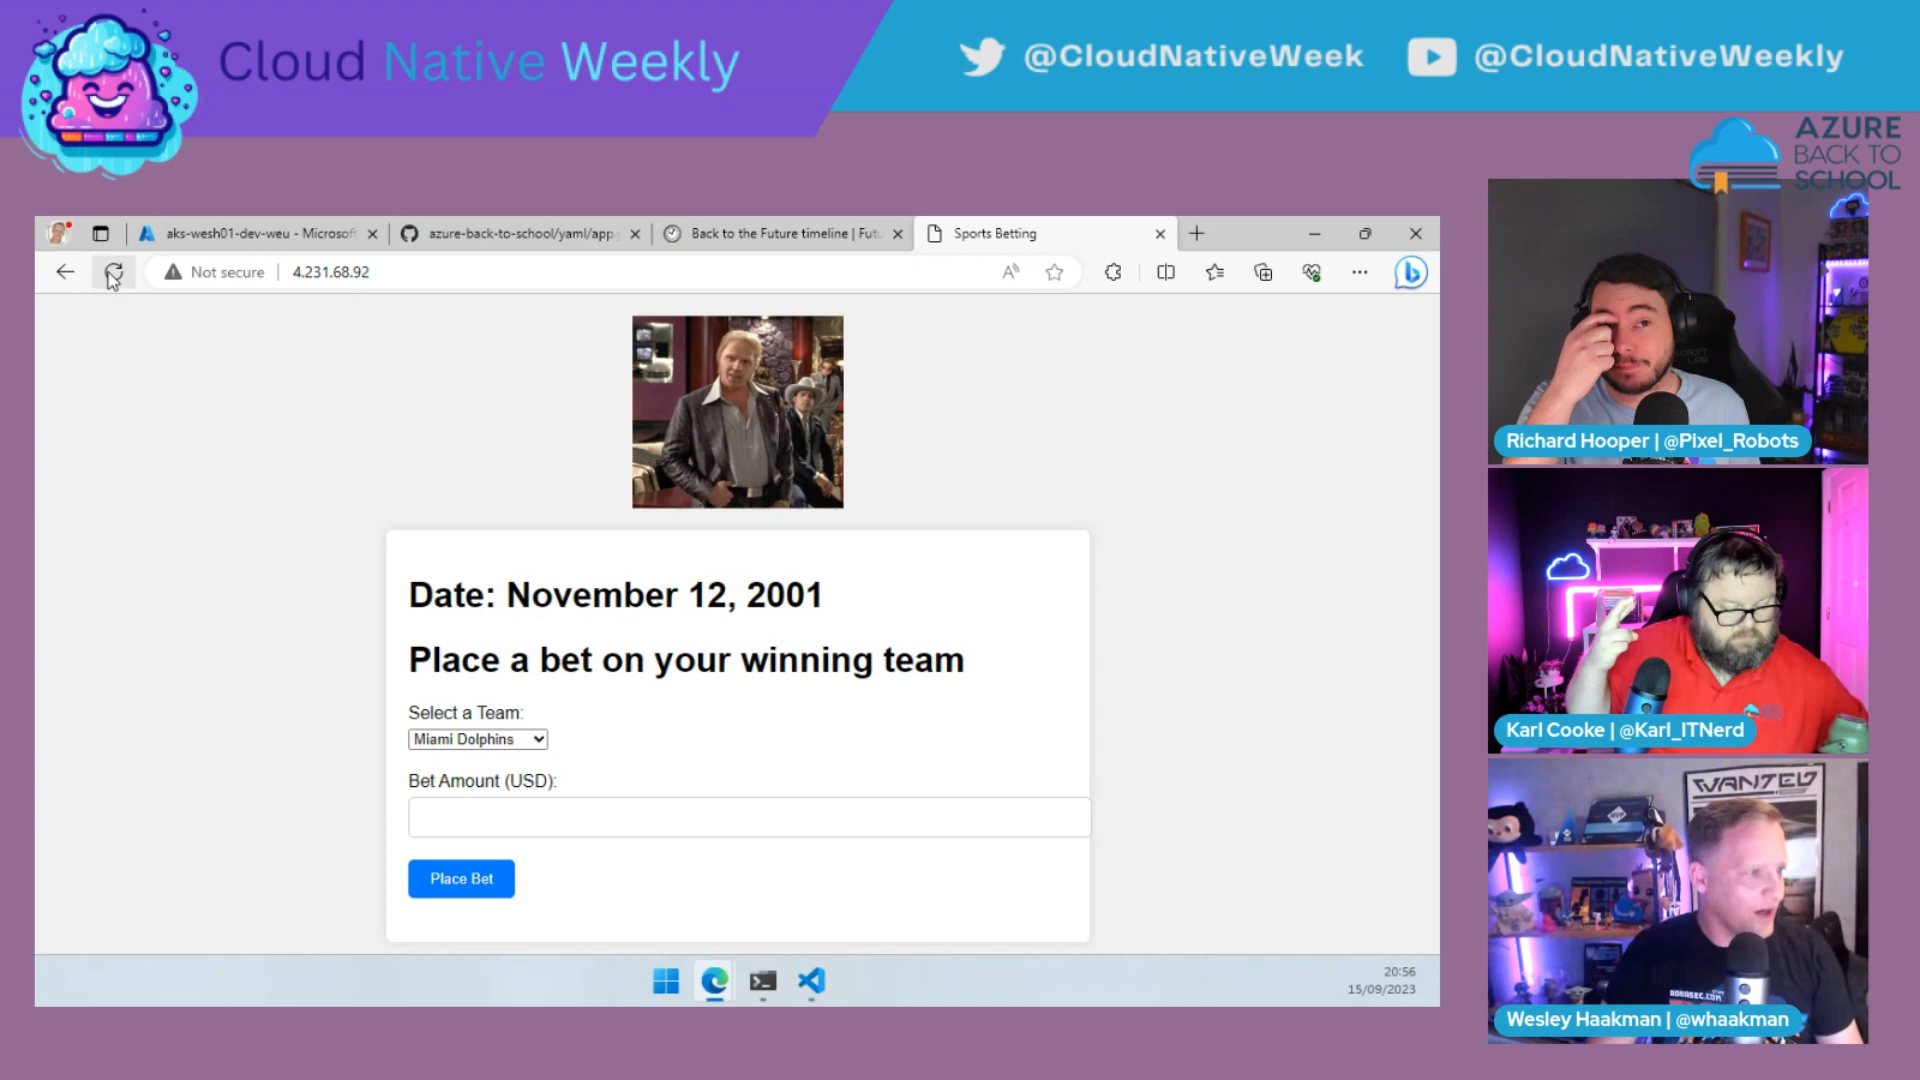 Cloud Native Weekly
@CloudNativeWeek
@CloudNativeWeekly
AZURE
BACK TO
SCHOOL
aks-wesh01-dev-weu - Microsoft
azure-back-to-school/yaml/app.
Back to the Future timeline | Futu
Sports Betting
Not secure
4.231.68.92
Date: November 12, 2001
Place a bet on your winning team
Select a Team:
Miami Dolphins
Bet Amount (USD):
Place Bet
20:56
15/09/2023
Richard Hooper | @Pixel_Robots
Karl Cooke | @Karl_ITNerd
WANTED
Wesley Haakman | @whaakman